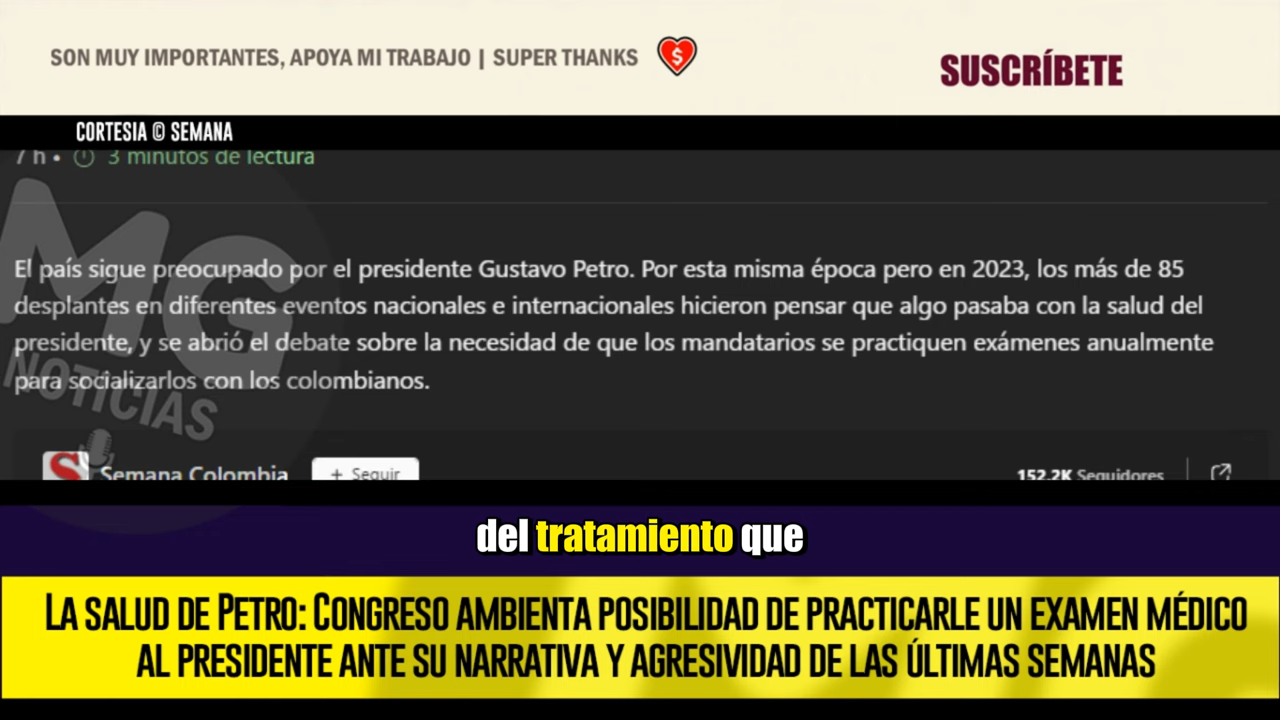 SON MUY IMPORTANTES, APOYA MI TRABAJO | SUPER THANKS
$
SUSCRÍBETE
CORTESIA © SEMANA
7 h • 3 minutos de lectura
El país sigue preocupado por el presidente Gustavo Petro. Por esta misma época pero en 2023, los más de 85
desplantes en diferentes eventos nacionales e internacionales hicieron pensar que algo pasaba con la salud del
presidente, y se abrió el debate sobre la necesidad de que los mandatarios se practiquen exámenes anualmente
para socializarlos con los colombianos.
MG
NOTICIAS
S Semana Colombia + Seguir 152.2K Seguidores
del tratamiento que
LA SALUD DE PETRO: CONGRESO AMBIENTA POSIBILIDAD DE PRACTICARLE UN EXAMEN MÉDICO
AL PRESIDENTE ANTE SU NARRATIVA Y AGRESIVIDAD DE LAS ÚLTIMAS SEMANAS